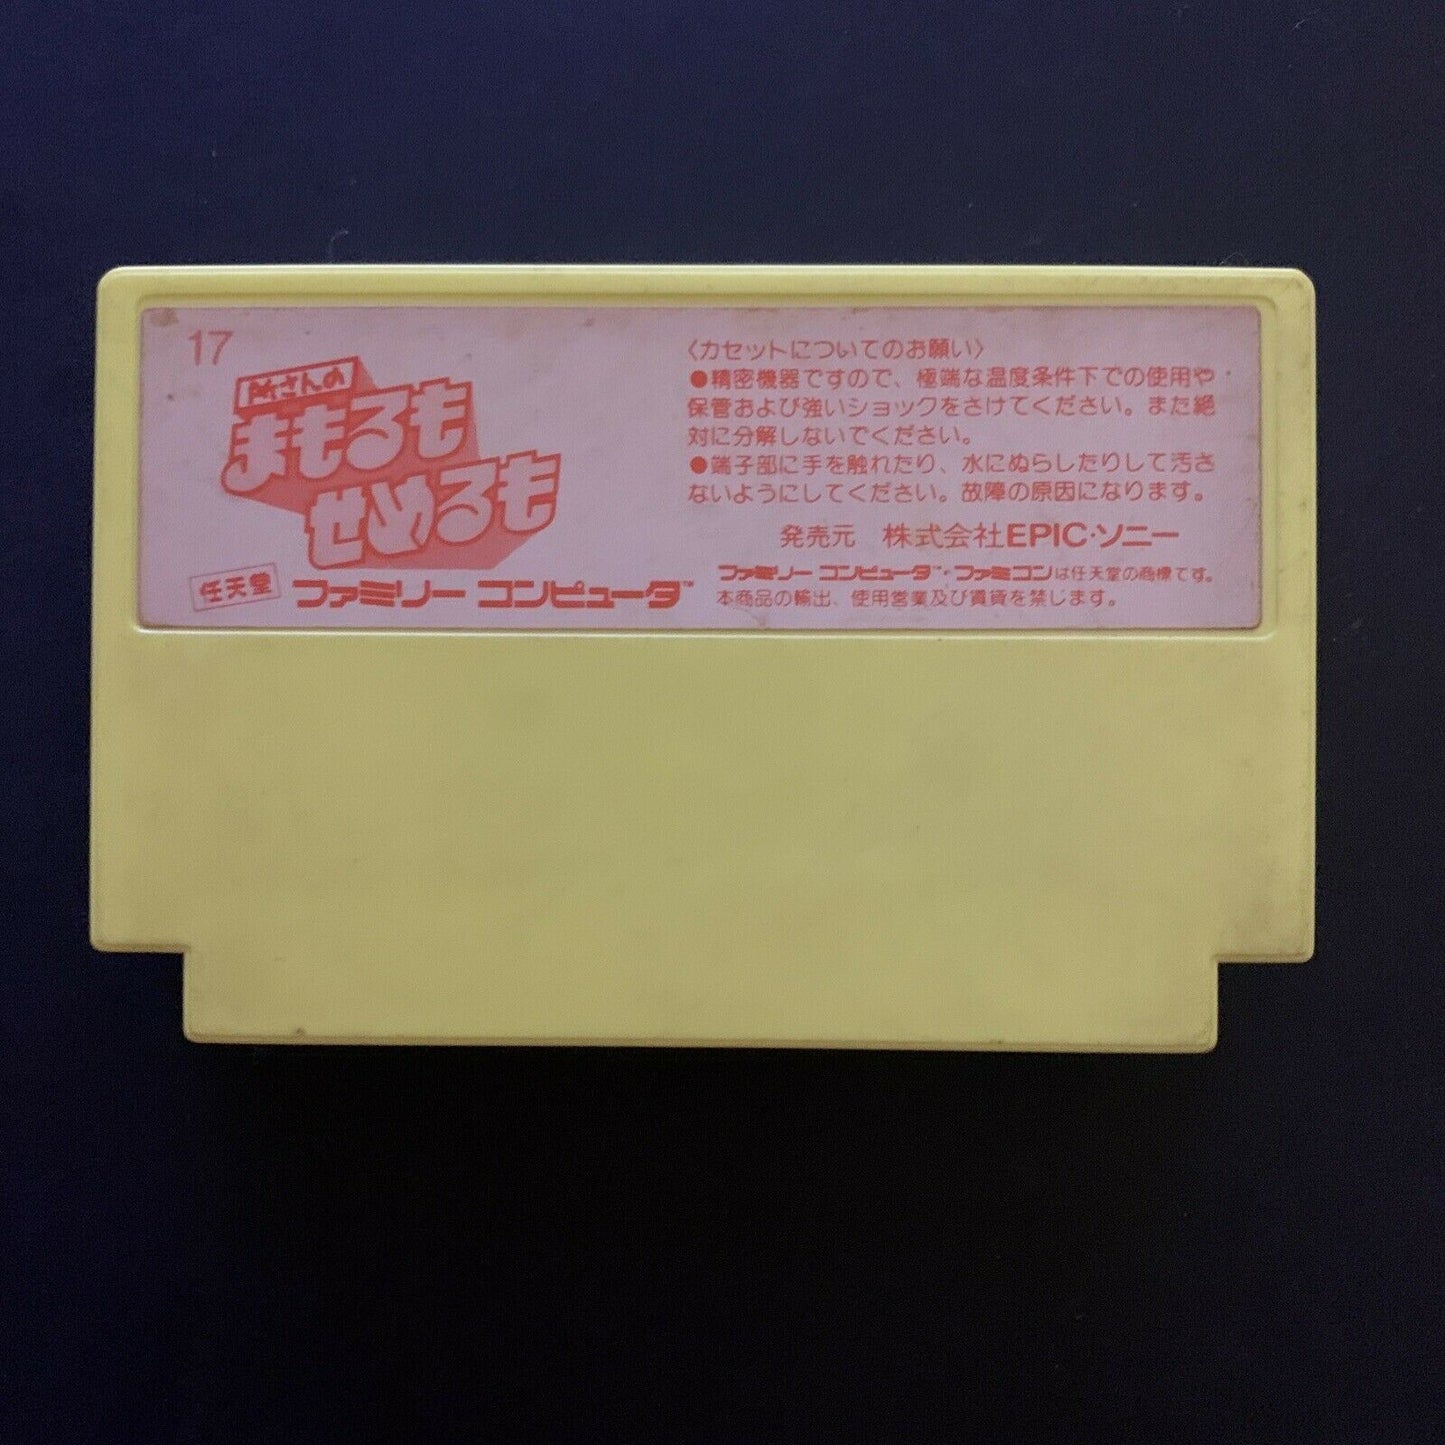 17
所さんの
まもるも
せめるも
任天堂 ファミリー コンピュータ™
〈カセットについてのお願い〉
●精密機器ですので、極端な温度条件下での使用や
保管および強いショックをさけてください。また絶
対に分解しないでください。
●端子部に手を触れたり、水にぬらしたりして汚さ
ないようにしてください。故障の原因になります。
発売元 株式会社EPIC・ソニー
ファミリー コンピュータ™・ファミコンは任天堂の商標です。
本商品の輸出、使用営業及び賃貸を禁じます。